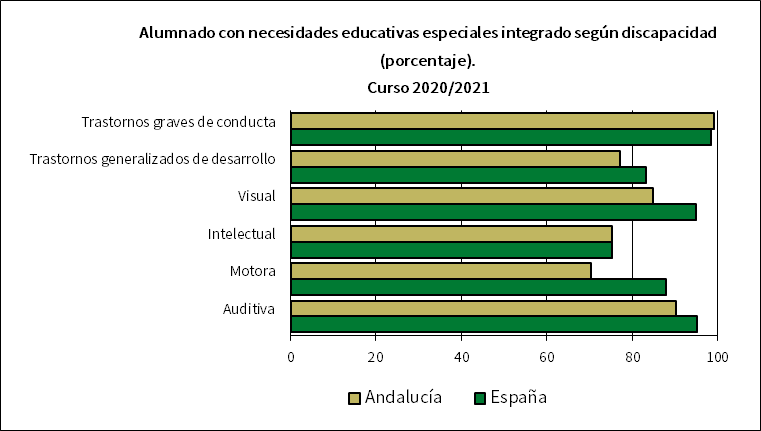 Alumnado con necesidades educativas especiales integrado según discapacidad
(porcentaje).
Curso 2020/2021
Trastornos graves de conducta
Trastornos generalizados de desarrollo
Visual
Intelectual
Motora
Auditiva
0 20 40 60 80 100
Andalucía España